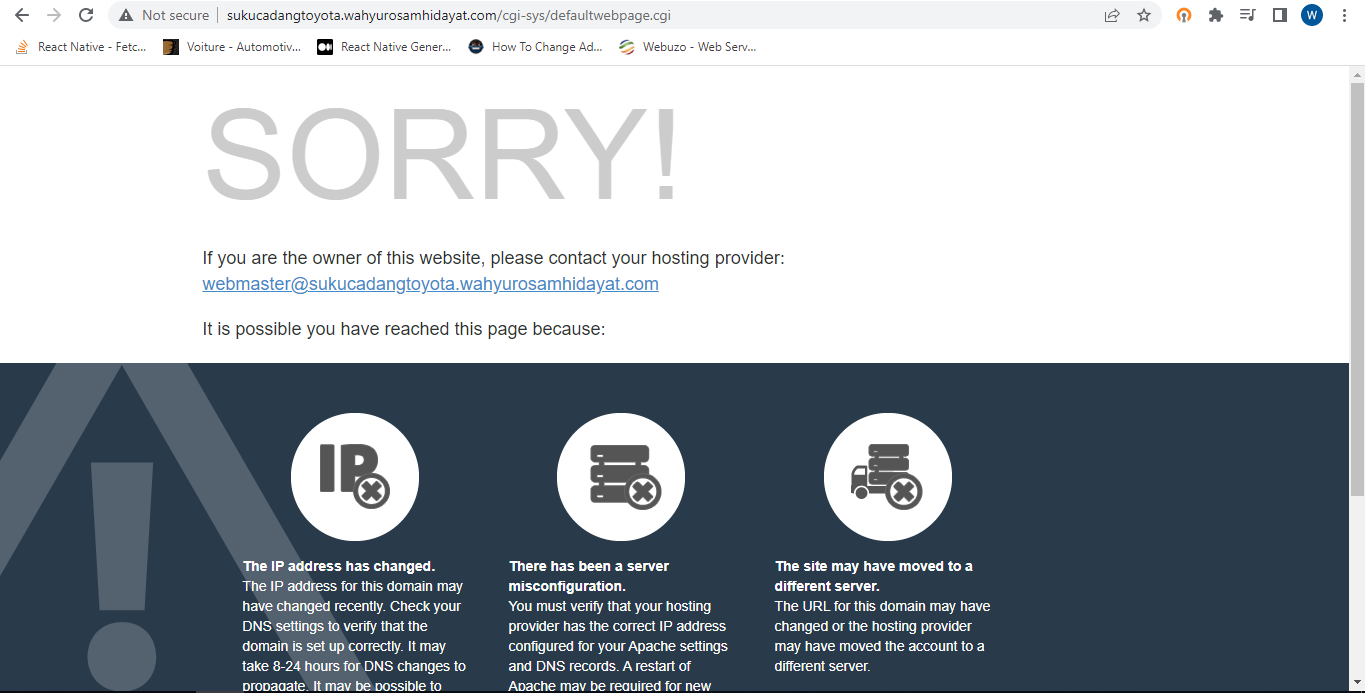 Not secure
sukucadangtoyota.wahyurosamhidayat.com/cgi-sys/defaultwebpage.cgi
W
React Native - Fetc...
Voiture - Automotiv...
React Native Gener...
How To Change Ad...
Webuzo - Web Serv...
SORRY!
If you are the owner of this website, please contact your hosting provider:
webmaster@sukucadangtoyota.wahyurosamhidayat.com
It is possible you have reached this page because:
IP
The IP address has changed.
The IP address for this domain may
have changed recently. Check your
DNS settings to verify that the
domain is set up correctly. It may
take 8-24 hours for DNS changes to
propagate. It may be possible to
There has been a server
misconfiguration.
You must verify that your hosting
provider has the correct IP address
configured for your Apache settings
and DNS records. A restart of
Apache may be required for new
The site may have moved to a
different server.
The URL for this domain may have
changed or the hosting provider
may have moved the account to a
different server.